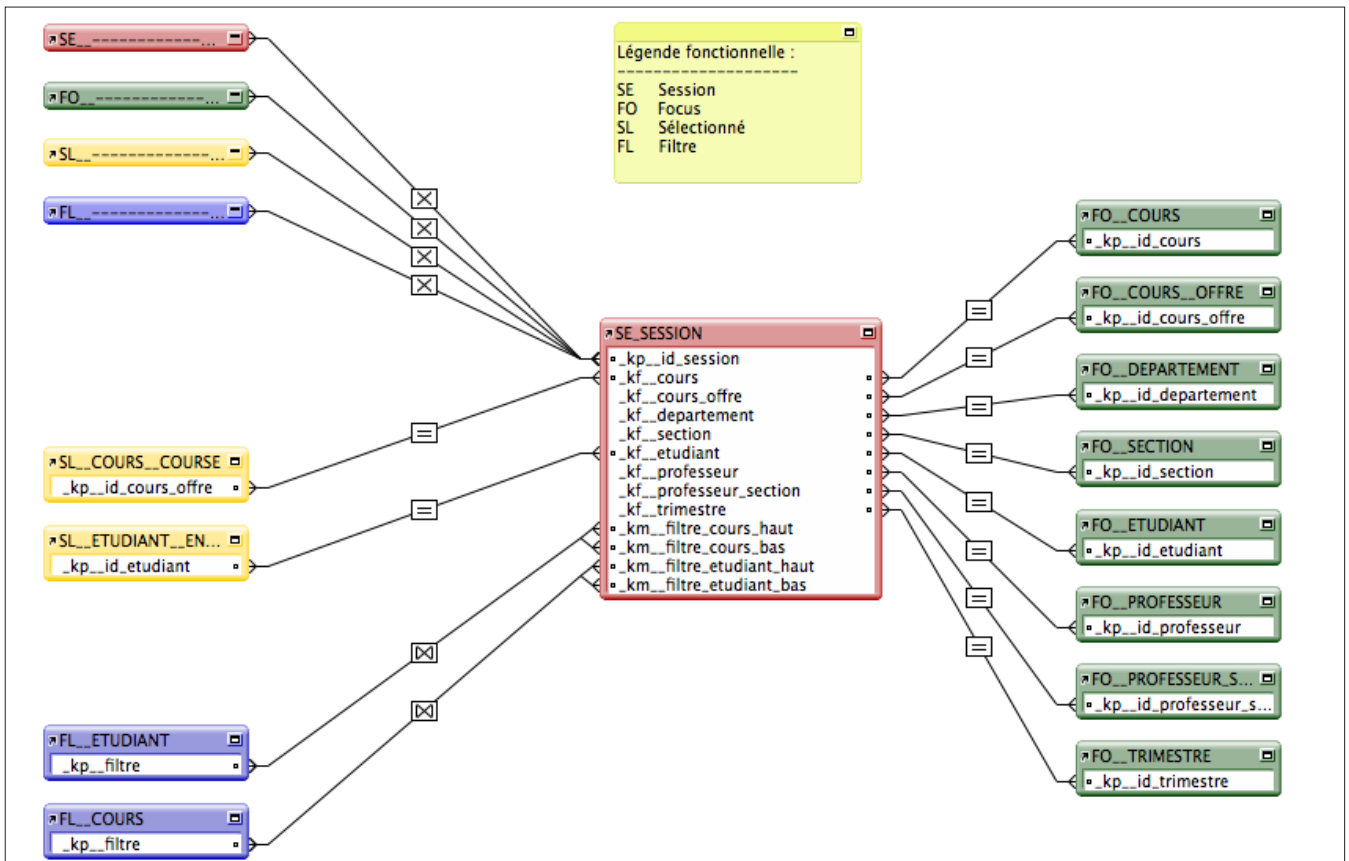 SE__------------...
FO__------------...
SL__-------------...
FL__-------------...
Légende fonctionnelle :
---------------------
SE Session
FO Focus
SL Sélectionné
FL Filtre
SL__COURS__COURSE
_kp__id_cours_offre
SL__ETUDIANT__EN...
_kp__id_etudiant
FL__ETUDIANT
_kp__filtre
FL__COURS
_kp__filtre
SE_SESSION
_kp__id_session
_kf__cours
_kf__cours_offre
_kf__departement
_kf__section
_kf__etudiant
_kf__professeur
_kf__professeur_section
_kf__trimestre
_km__filtre_cours_haut
_km__filtre_cours_bas
_km__filtre_etudiant_haut
_km__filtre_etudiant_bas
FO__COURS
_kp__id_cours
FO__COURS__OFFRE
_kp__id_cours_offre
FO__DEPARTEMENT
_kp__id_departement
FO__SECTION
_kp__id_section
FO__ETUDIANT
_kp__id_etudiant
FO__PROFESSEUR
_kp__id_professeur
FO__PROFESSEUR_S...
_kp__id_professeur_s...
FO__TRIMESTRE
_kp__id_trimestre